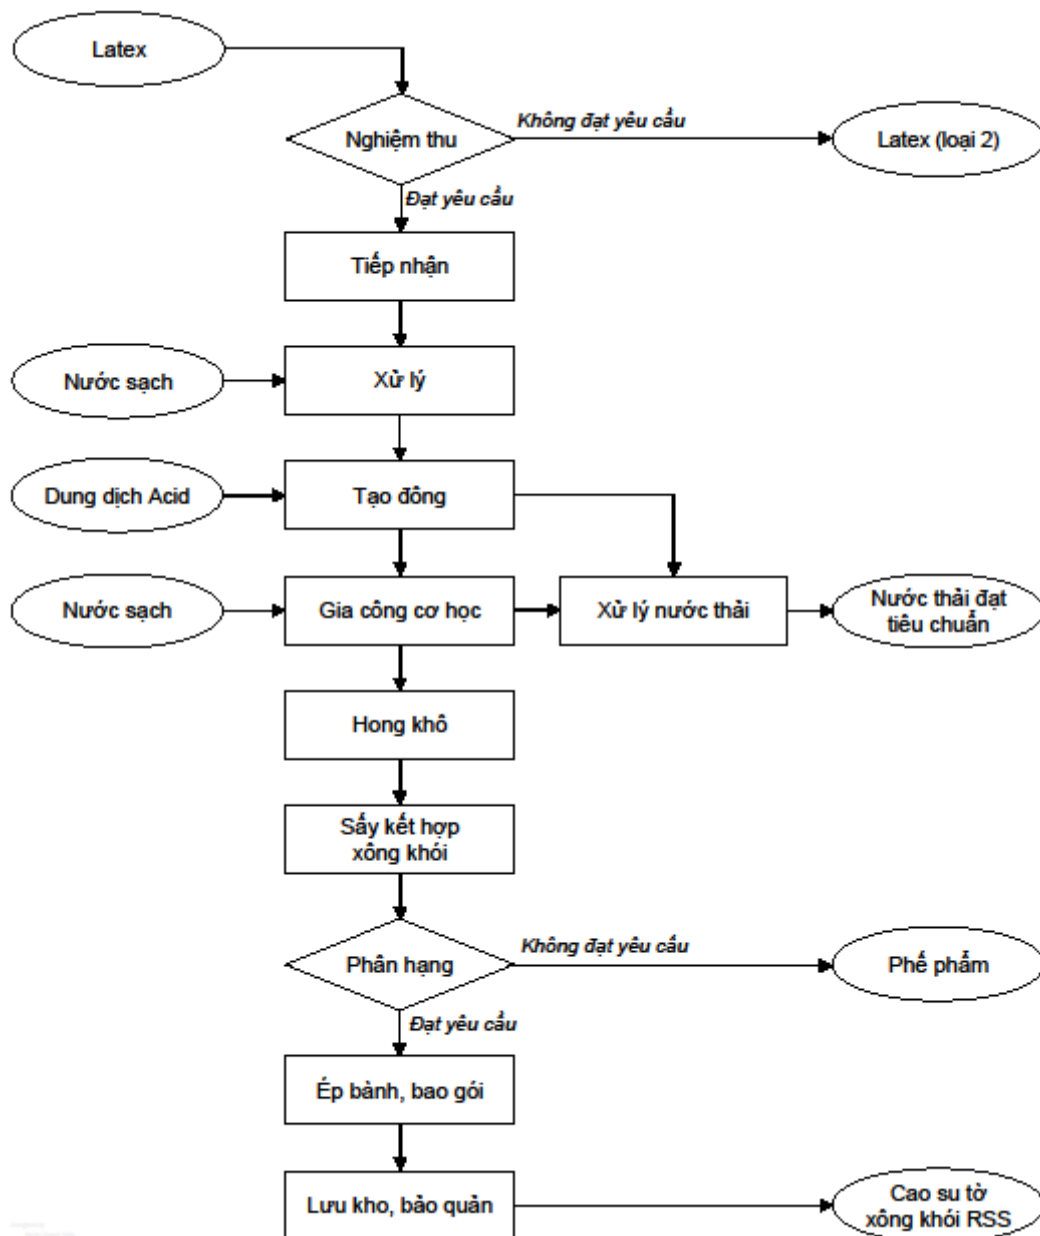 Latex
Nghiệm thu
Không đạt yêu cầu
Latex (loại 2)
Đạt yêu cầu
Tiếp nhận
Nước sạch
Xử lý
Dung dịch Acid
Tạo đông
Nước sạch
Gia công cơ học
Xử lý nước thải
Nước thải đạt
tiêu chuẩn
Hong khô
Sấy kết hợp
xông khói
Phân hạng
Không đạt yêu cầu
Phế phẩm
Đạt yêu cầu
Ép bành, bao gói
Lưu kho, bảo quản
Cao su tờ
xông khói RSS